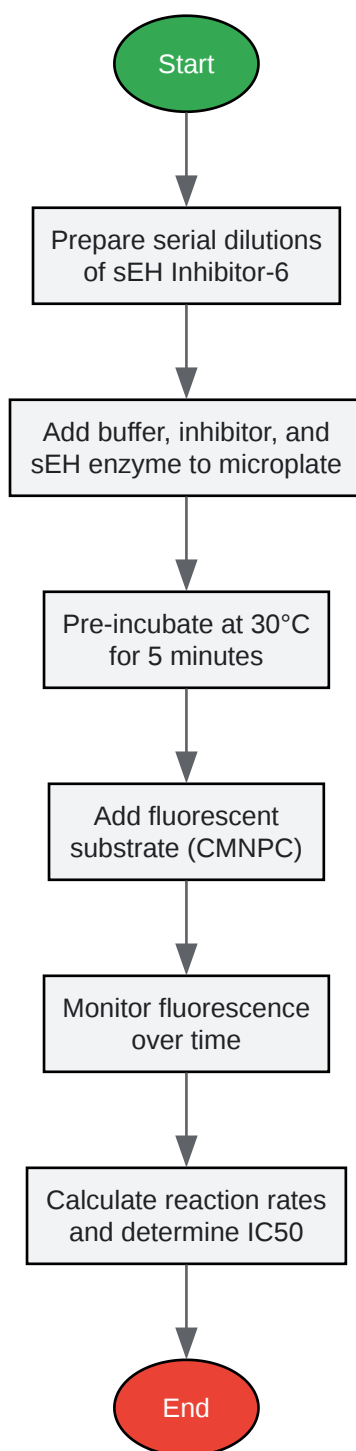 Start
Prepare serial dilutions
of sEH Inhibitor-6
Add buffer, inhibitor, and
sEH enzyme to microplate
Pre-incubate at 30°C
for 5 minutes
Add fluorescent
substrate (CMNPC)
Monitor fluorescence
over time
Calculate reaction rates
and determine IC50
End